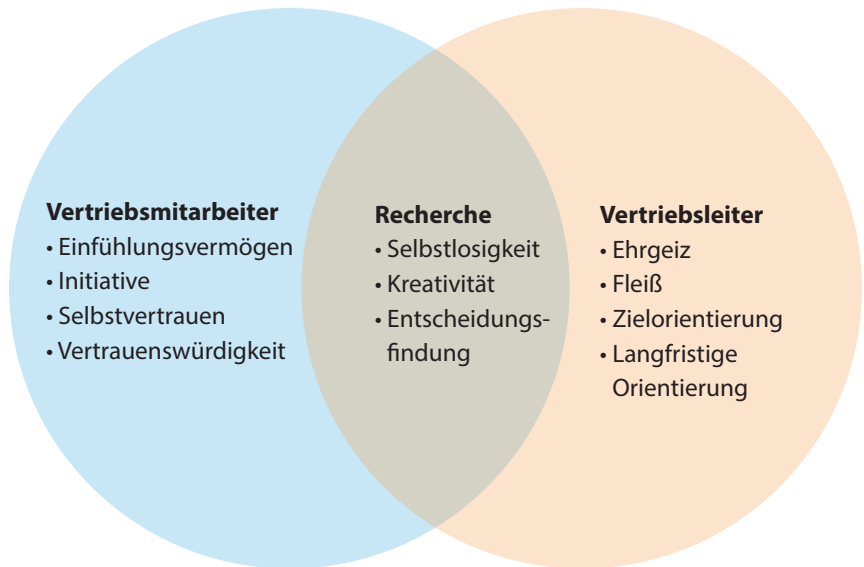 Vertriebsmitarbeiter
• Einfühlungsvermögen
• Initiative
• Selbstvertrauen
• Vertrauenswürdigkeit
Recherche
• Selbstlosigkeit
• Kreativität
• Entscheidungs-
findung
Vertriebsleiter
• Ehrgeiz
• Fleiß
• Zielorientierung
• Langfristige
Orientierung